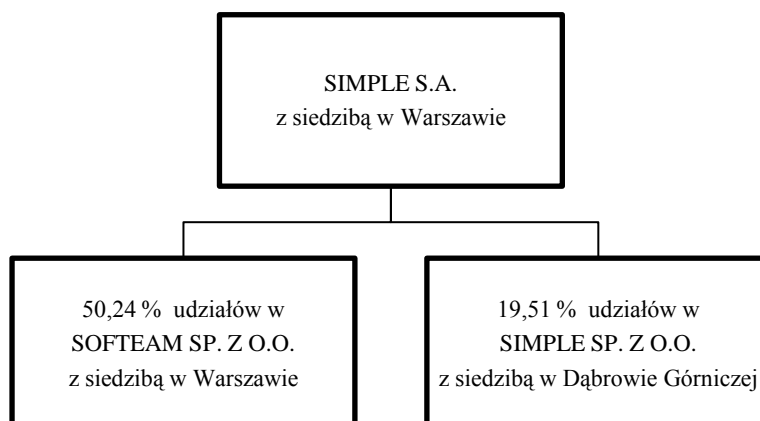 SIMPLE S.A.
z siedzibą w Warszawie
50,24 % udziałów w
SOFTEAM SP. Z O.O.
z siedzibą w Warszawie
19,51 % udziałów w
SIMPLE SP. Z O.O.
z siedzibą w Dąbrowie Górniczej